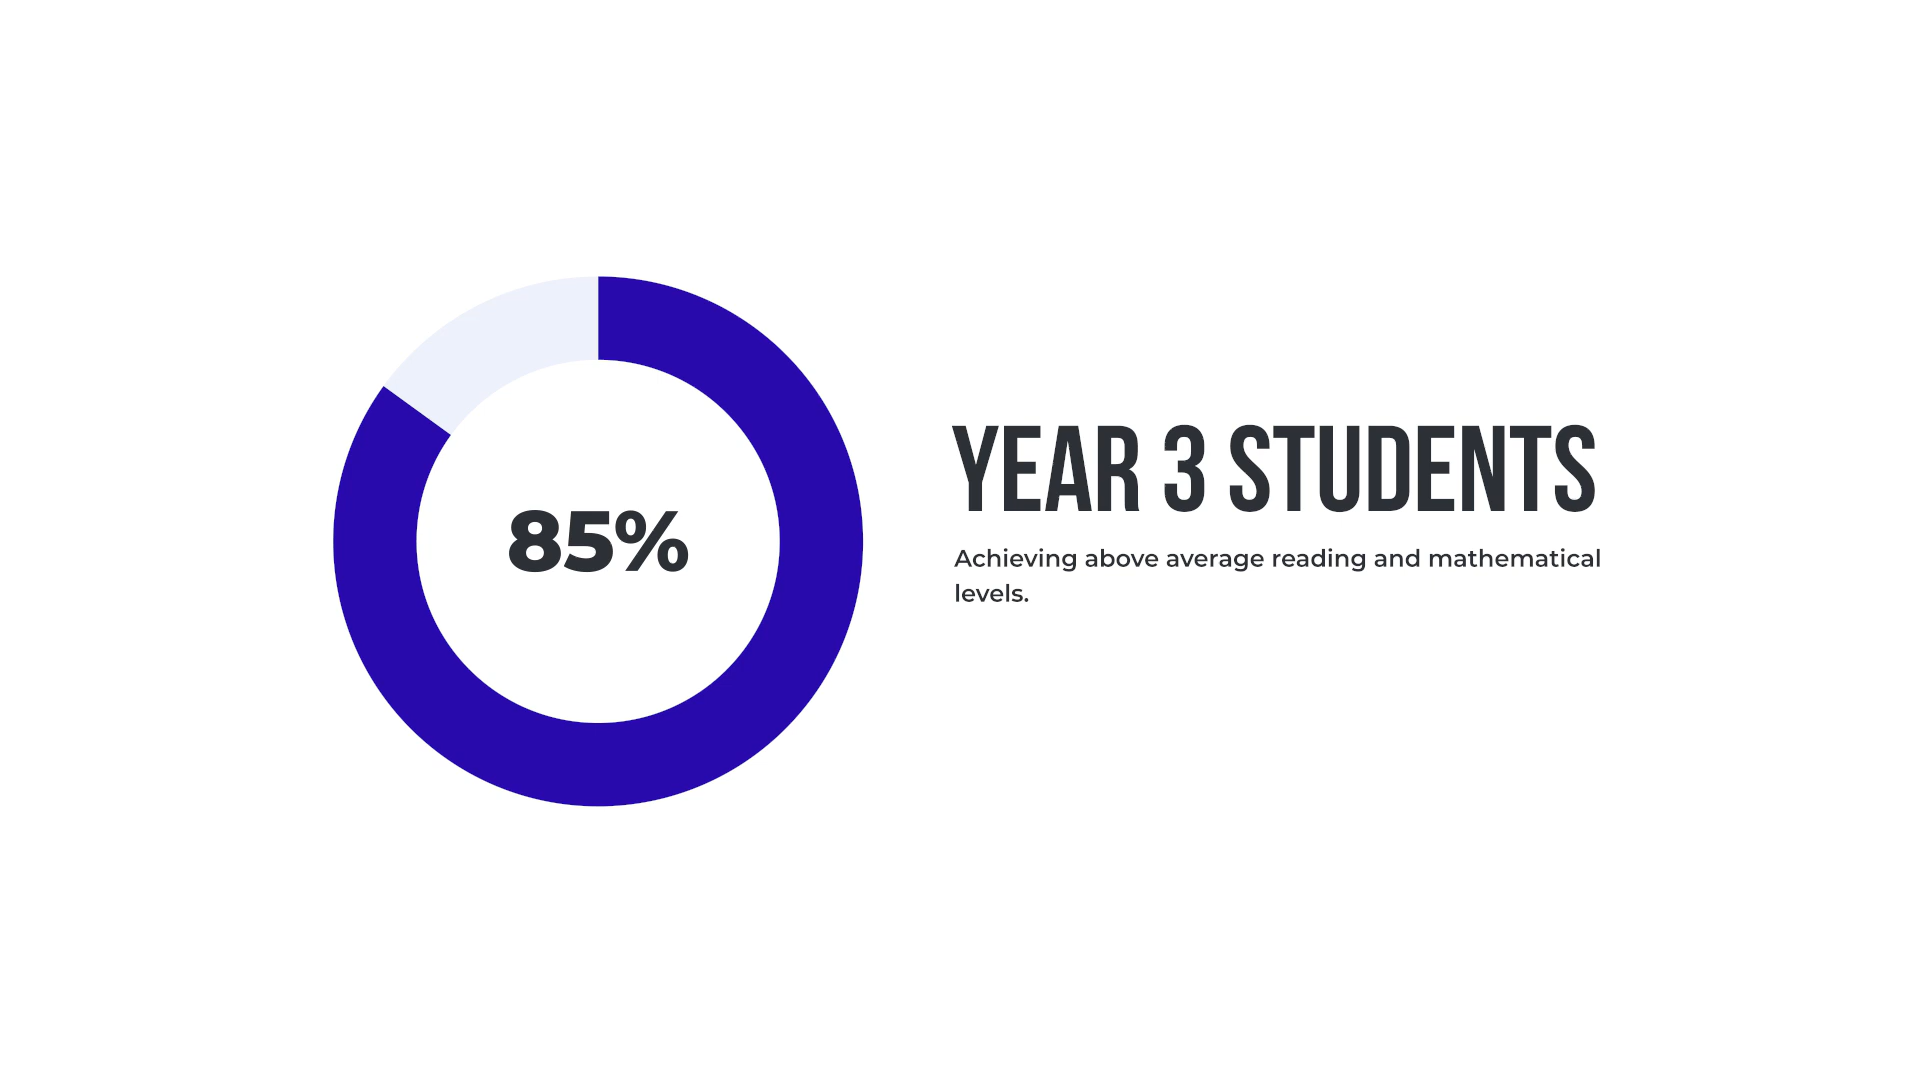 85%
YEAR 3 STUDENTS
Achieving above average reading and mathematical
levels.